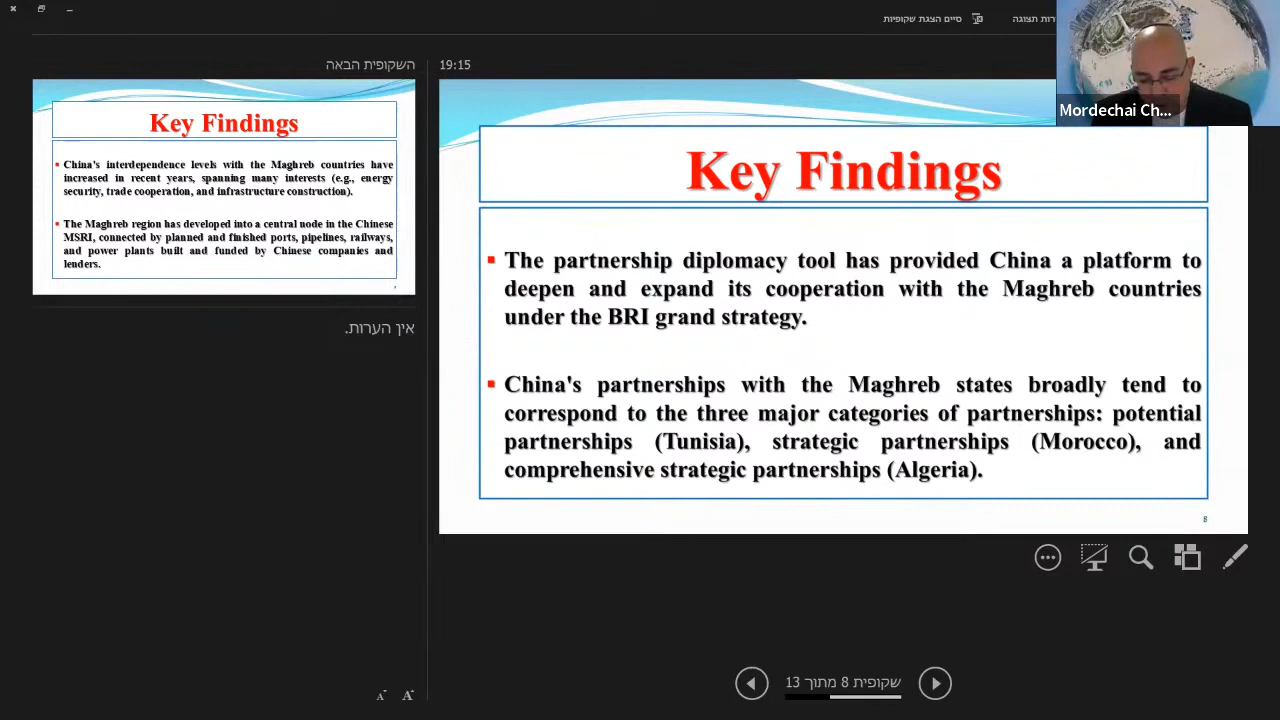 סיים הצגת שקופיות
השקופית הבאה
19:15
Key Findings
China's interdependence levels with the Maghreb countries have
increased in recent years, spanning many interests (e.g., energy
security, trade cooperation, and infrastructure construction).
The Maghreb region has developed into a central node in the Chinese
MSRI, connected by planned and finished ports, pipelines, railways,
and power plants built and funded by Chinese companies and
lenders.
אין הערות.
Mordechai Ch...
Key Findings
The partnership diplomacy tool has provided China a platform to
deepen and expand its cooperation with the Maghreb countries
under the BRI grand strategy.
China's partnerships with the Maghreb states broadly tend to
correspond to the three major categories of partnerships: potential
partnerships (Tunisia), strategic partnerships (Morocco), and
comprehensive strategic partnerships (Algeria).
8
שקופית 8 מתוך 13
A A